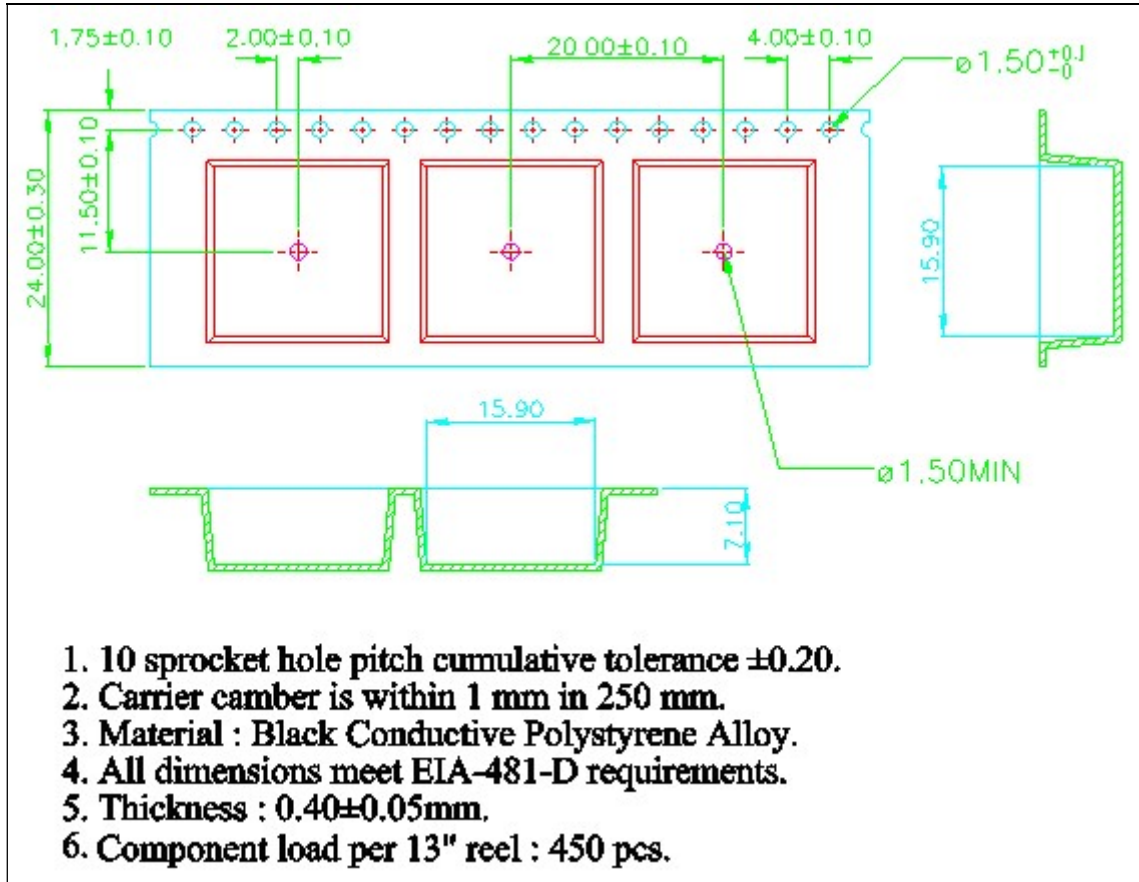 1.75±0.10
2.00±0.10
20.00±0.10
4.00±0.10
ø1.50 +0.1 -0
24.00±0.30
11.50±0.10
15.90
15.90
ø1.50MIN
7.10
1. 10 sprocket hole pitch cumulative tolerance ±0.20.
2. Carrier camber is within 1 mm in 250 mm.
3. Material : Black Conductive Polystyrene Alloy.
4. All dimensions meet EIA-481-D requirements.
5. Thickness : 0.40±0.05mm.
6. Component load per 13" reel : 450 pcs.